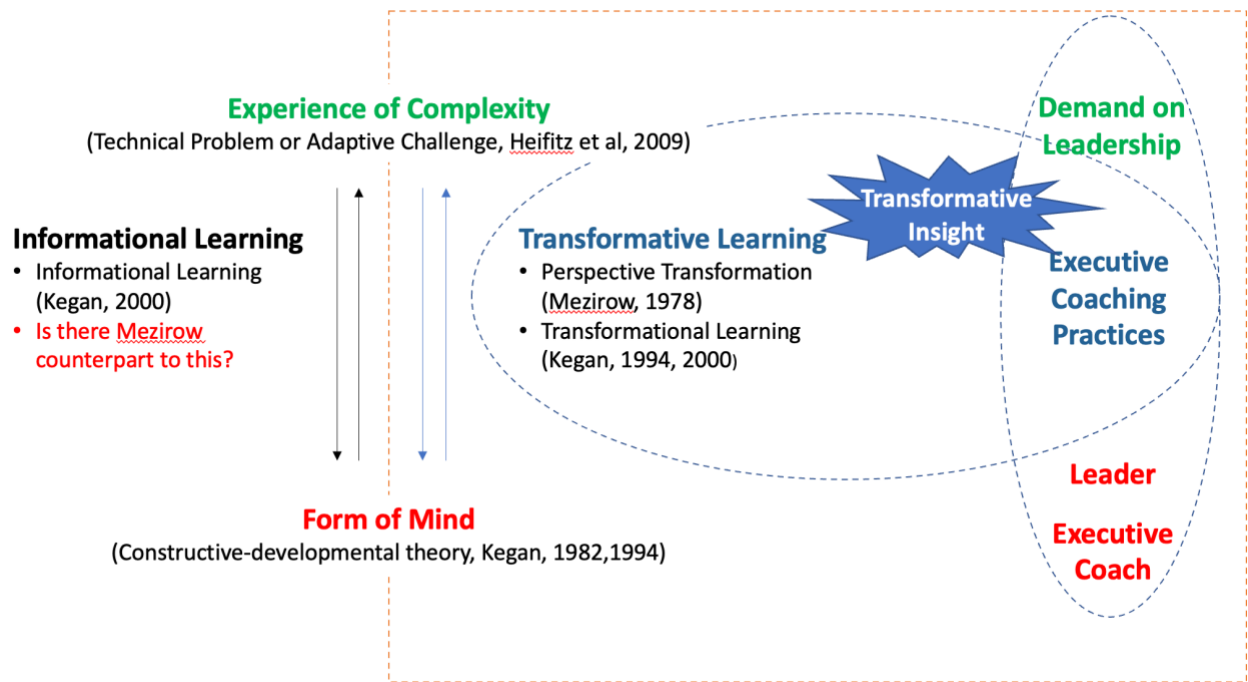 Experience of Complexity
(Technical Problem or Adaptive Challenge, Heifitz et al, 2009)
Demand on
Leadership
Transformative
Insight
Informational Learning
• Informational Learning
(Kegan, 2000)
• Is there Mezirow
counterpart to this?
Transformative Learning
• Perspective Transformation
(Mezirow, 1978)
• Transformational Learning
(Kegan, 1994, 2000)
Executive
Coaching
Practices
Form of Mind
(Constructive-developmental theory, Kegan, 1982,1994)
Leader
Executive
Coach